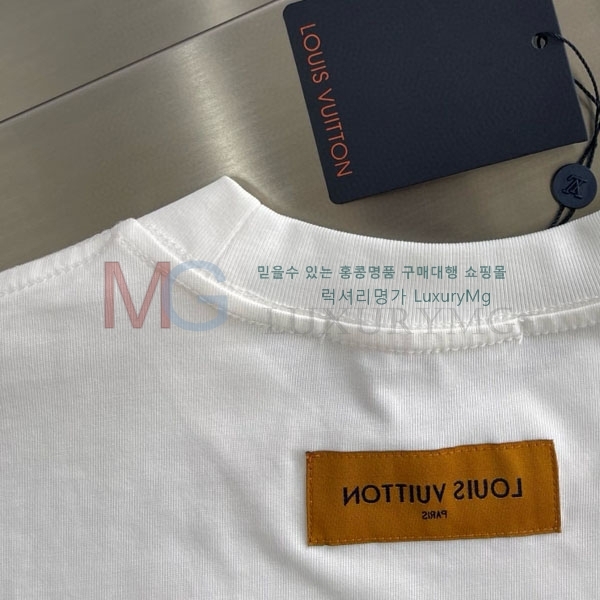 LOUIS VUITTON
믿을수 있는 홍콩명품 구매대행 쇼핑몰
MG
럭셔리명가 LuxuryMg
LUXURYMG
LOUIS VUITTON
PARIS